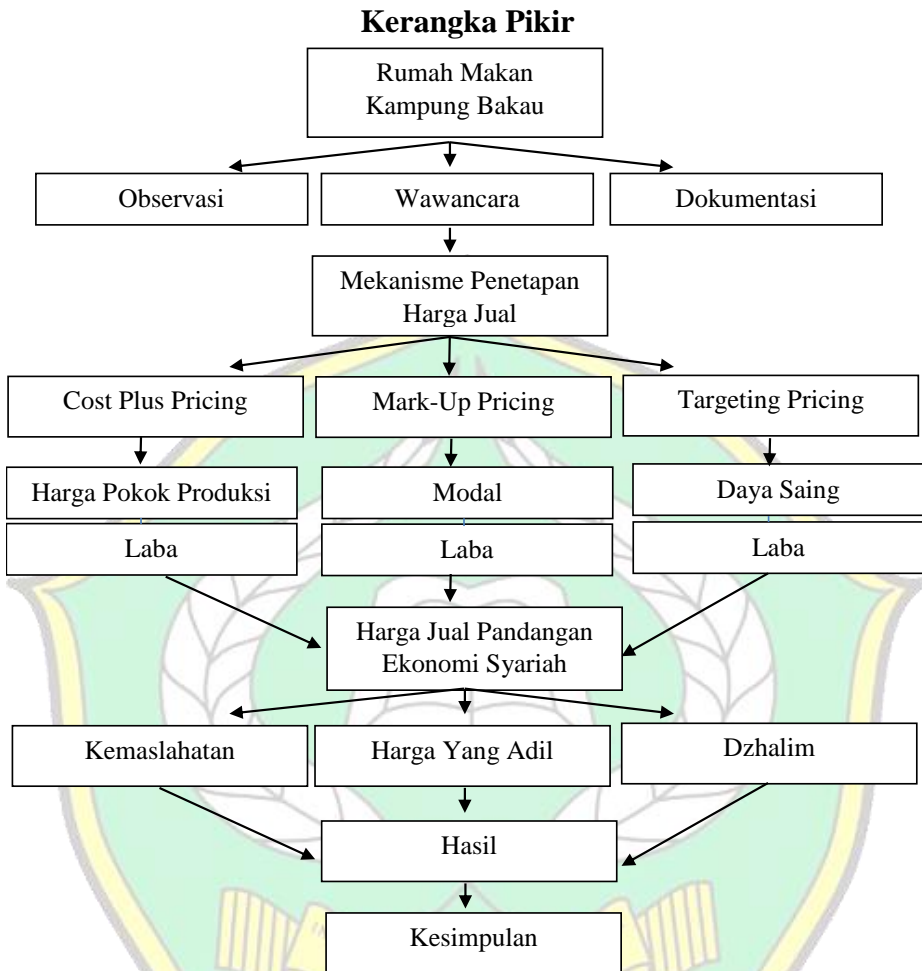 Kerangka Pikir
Rumah Makan
Kampung Bakau
Observasi
Wawancara
Dokumentasi
Mekanisme Penetapan
Harga Jual
Cost Plus Pricing
Mark-Up Pricing
Targeting Pricing
Harga Pokok Produksi
Modal
Daya Saing
Laba
Laba
Laba
Harga Jual Pandangan
Ekonomi Syariah
Kemaslahatan
Harga Yang Adil
Dzhalim
Hasil
Kesimpulan